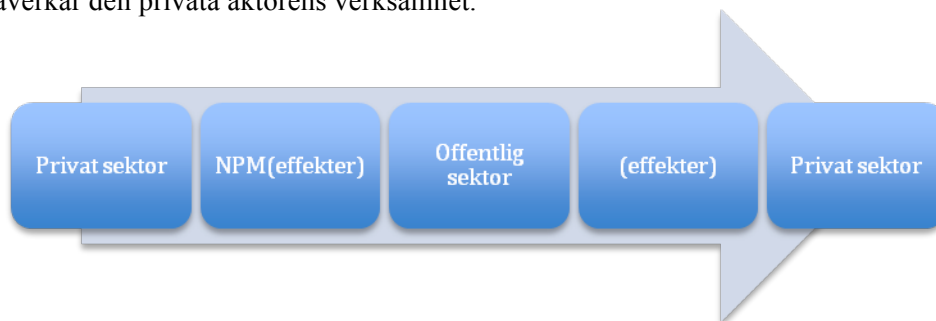 påverkar den privata aktörens verksamhet.
Privat sektor
NPM(effekter)
Offentlig
sektor
(effekter)
Privat sektor